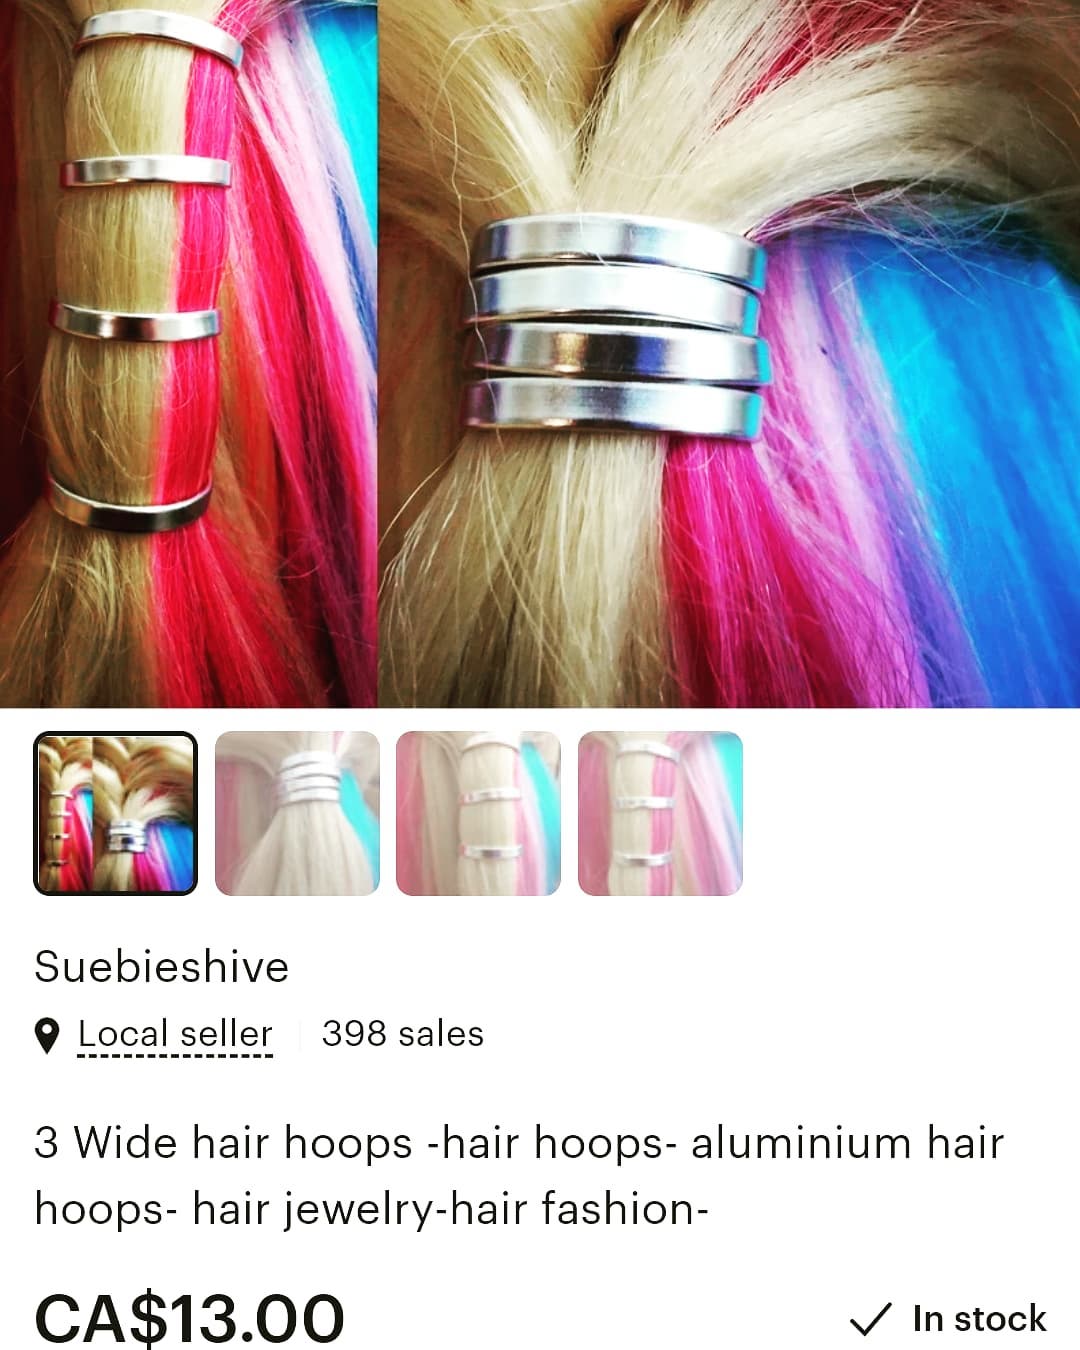 Suebieshive
Local seller 398 sales
3 Wide hair hoops -hair hoops- aluminium hair
hoops- hair jewelry-hair fashion-
CA$13.00 In stock